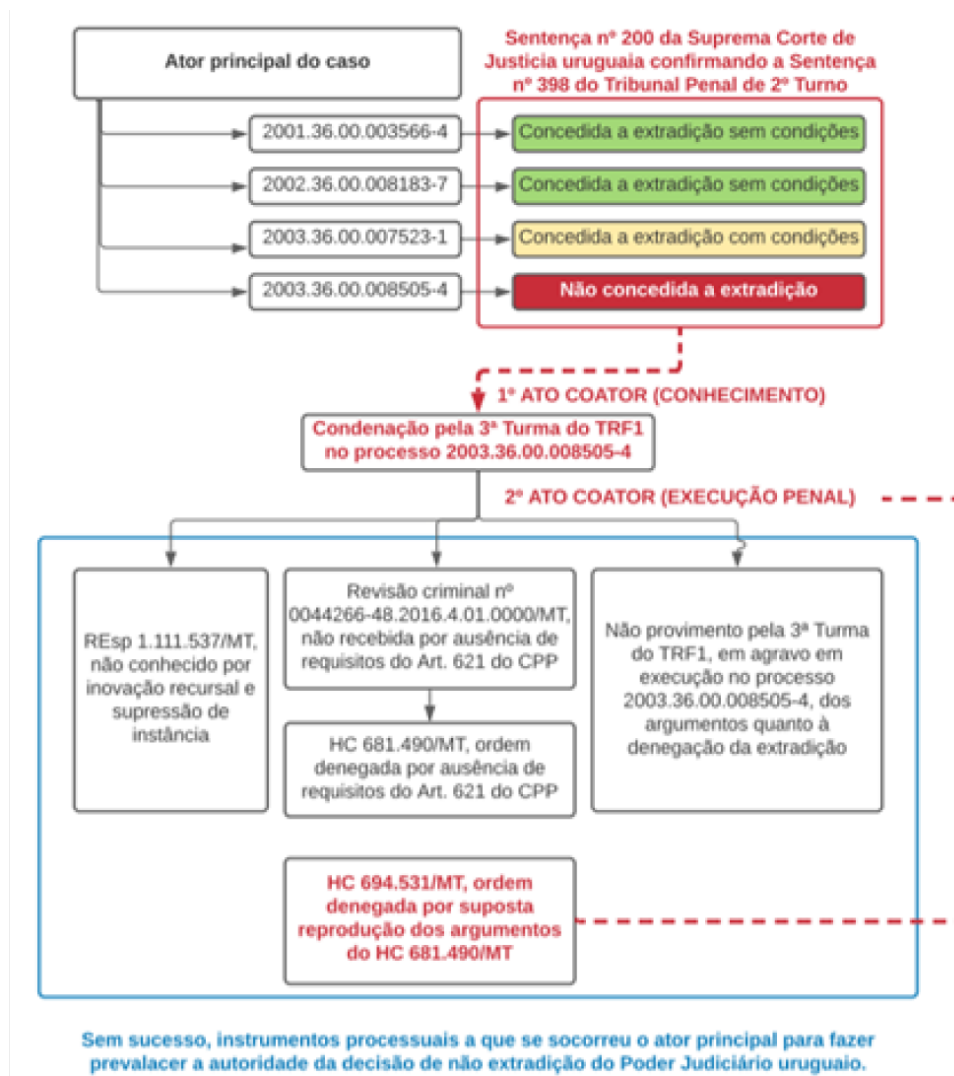 Ator principal do caso
Sentença nº 200 da Suprema Corte de
Justicia uruguaia confirmando a Sentença
nº 398 do Tribunal Penal de 2º Turno
2001.36.00.003566-4
Concedida a extradição sem condições
2002.36.00.008183-7
Concedida a extradição sem condições
2003.36.00.007523-1
Concedida a extradição com condições
2003.36.00.008505-4
Não concedida a extradição
1º ATO COATOR (CONHECIMENTO)
Condenação pela 3ª Turma do TRF1
no processo 2003.36.00.008505-4
2º ATO COATOR (EXECUÇÃO PENAL)
REsp 1.111.537/MT,
não conhecido por
inovação recursal e
supressão de
instância
Revisão criminal nº
0044266-48.2016.4.01.0000/MT,
não recebida por ausência de
requisitos do Art. 621 do CPP
HC 681.490/MT, ordem
denegada por ausência de
requisitos do Art. 621 do CPP
Não provimento pela 3ª Turma
do TRF1, em agravo em
execução no processo
2003.36.00.008505-4, dos
argumentos quanto à
denegação da extradição
HC 694.531/MT, ordem
denegada por suposta
reprodução dos argumentos
do HC 681.490/MT
Sem sucesso, instrumentos processuais a que se socorreu o ator principal para fazer
prevalacer a autoridade da decisão de não extradição do Poder Judiciário uruguaio.